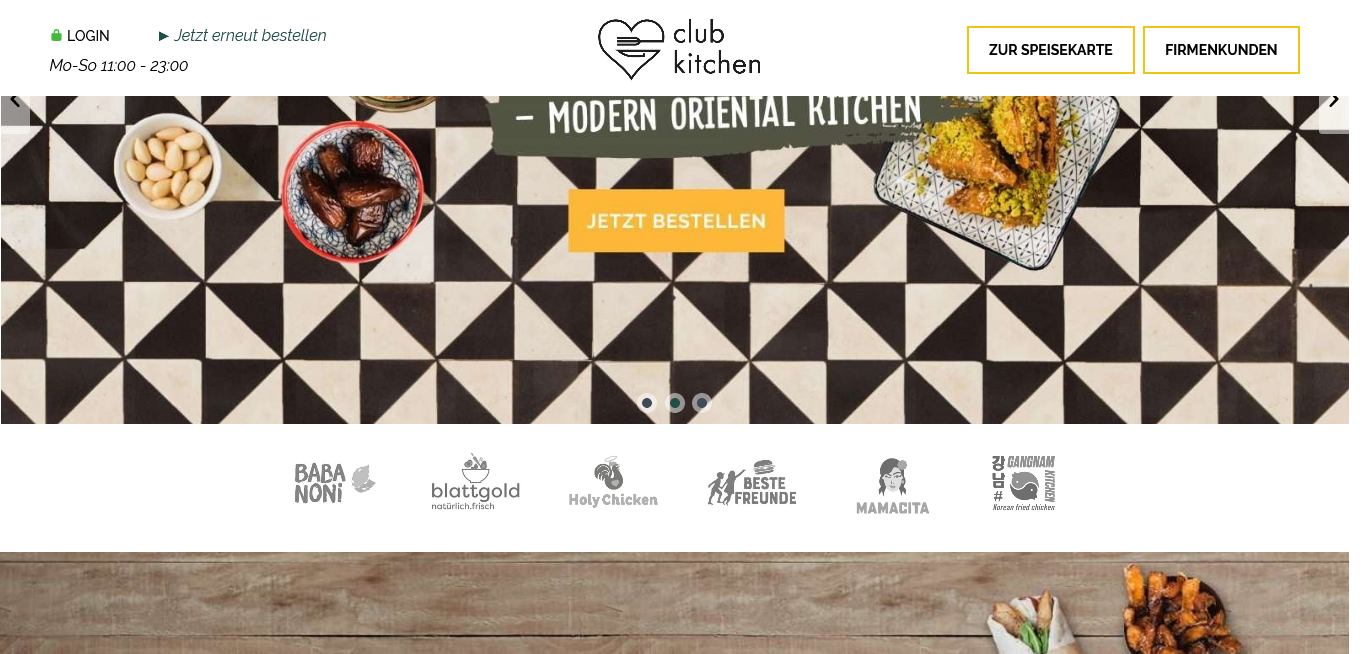 LOGIN
► Jetzt erneut bestellen
Mo-So 11:00 - 23:00
club
kitchen
ZUR SPEISEKARTE
FIRMENKUNDEN
– MODERN ORIENTAL KITCHEN
JETZT BESTELLEN
BABA
NONi
blattgold
natürlich.frisch
Holy Chicken
BESTE
FREUNDE
MAMACITA
강남
#
GANGNAM
KITCHEN
Korean fried chicken